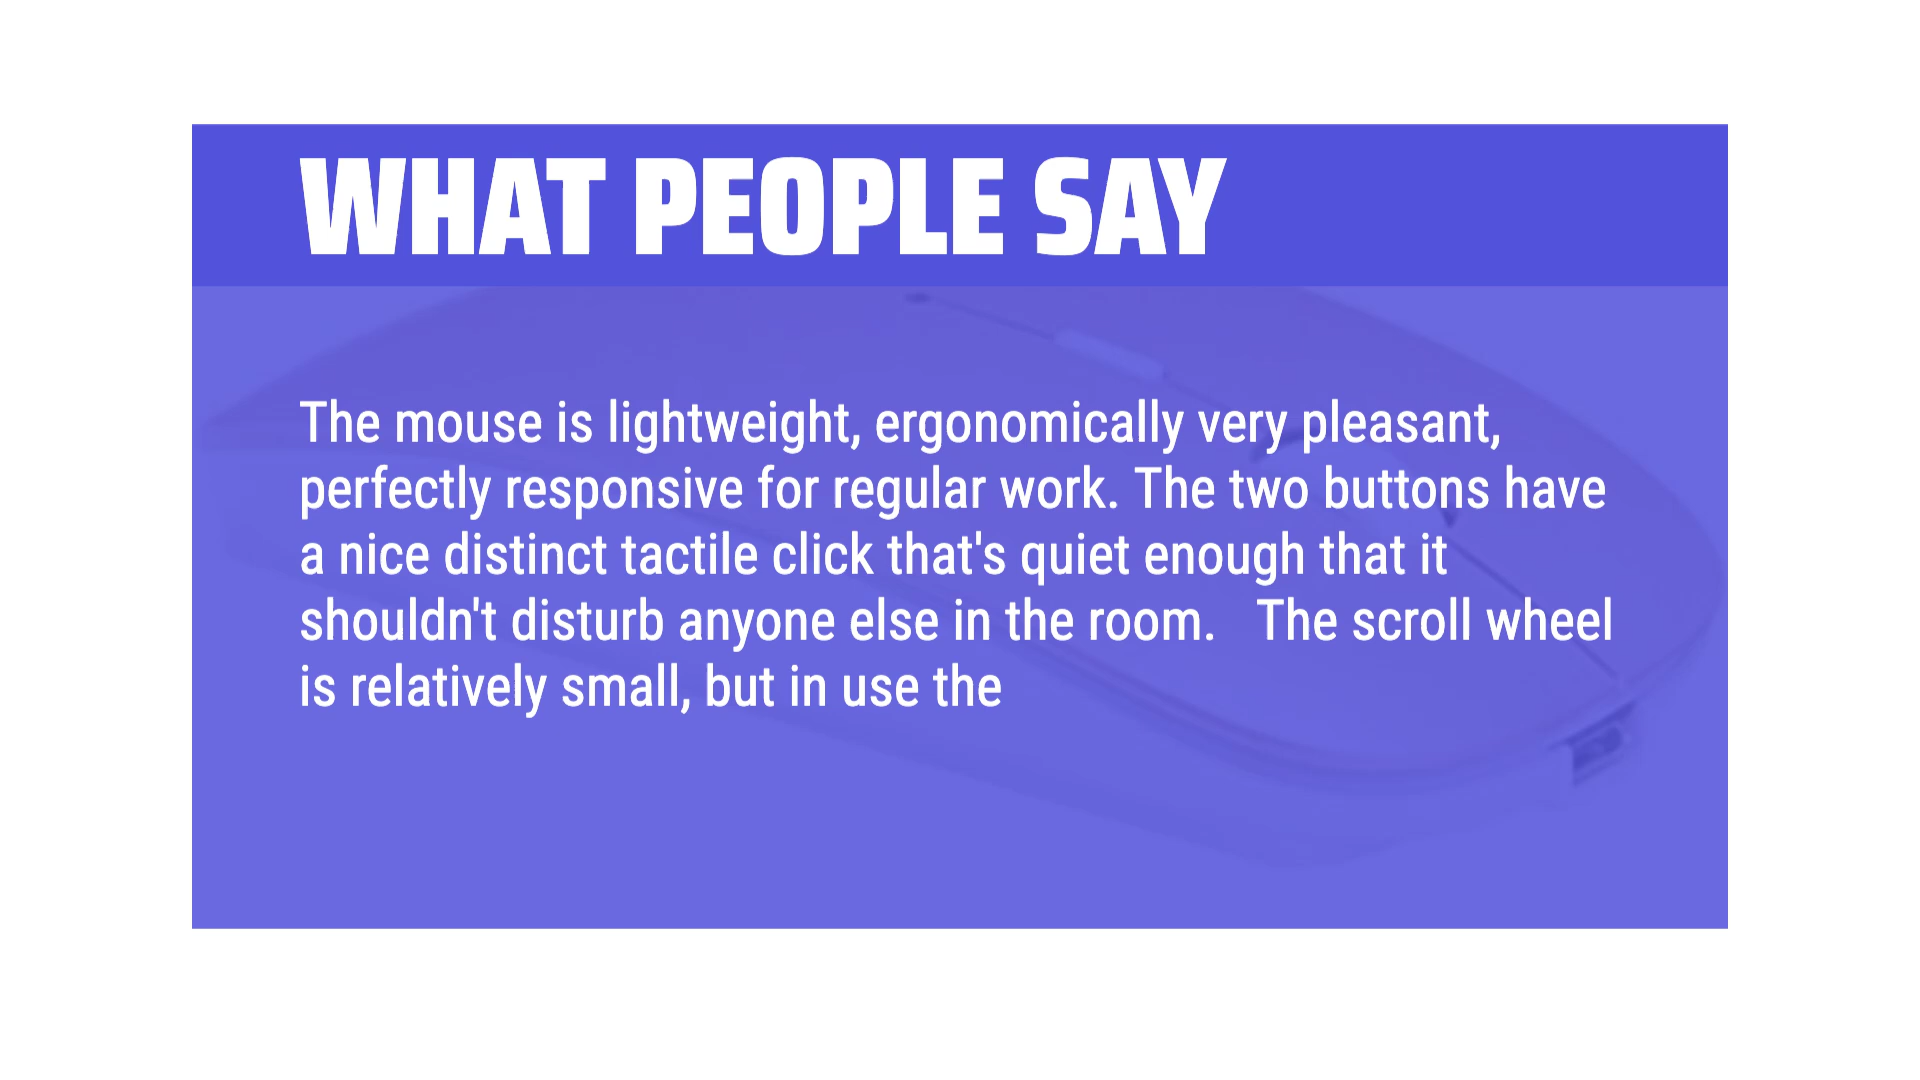 WHAT PEOPLE SAY
The mouse is lightweight, ergonomically very pleasant,
perfectly responsive for regular work. The two buttons have
a nice distinct tactile click that's quiet enough that it
shouldn't disturb anyone else in the room.   The scroll wheel
is relatively small, but in use the